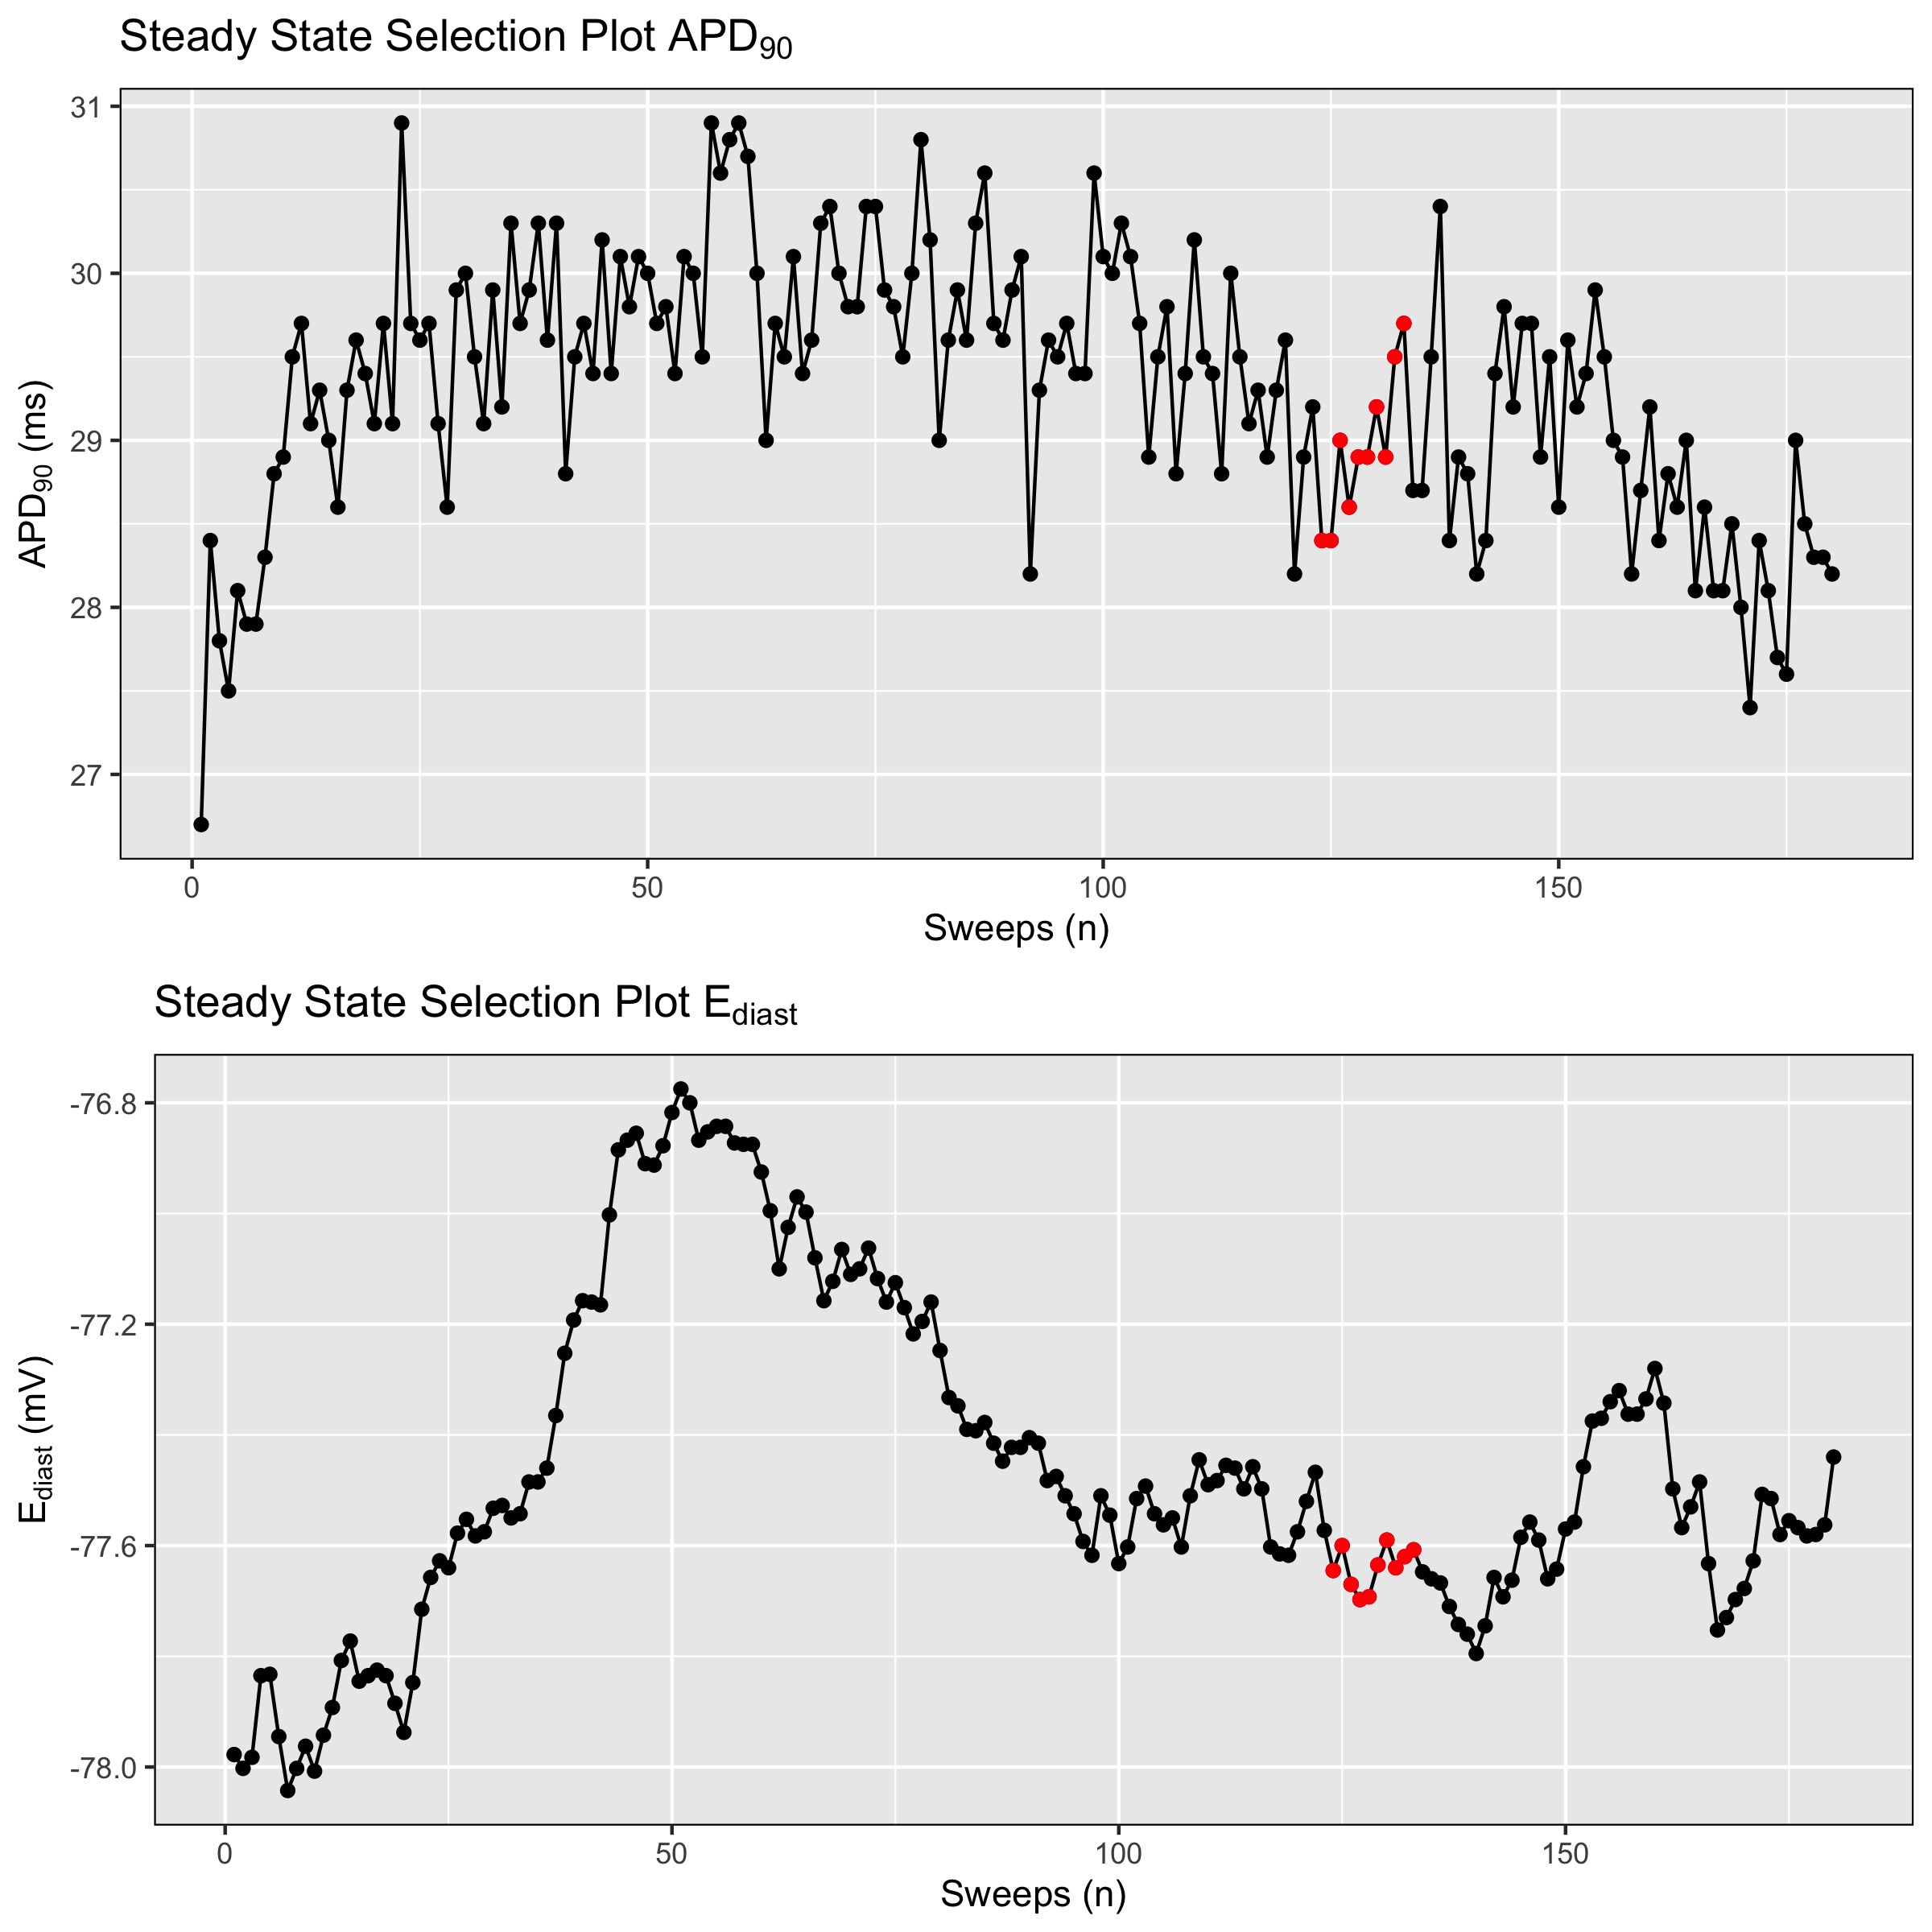 Steady State Selection Plot APD90
31
30
29
28
27
APD90 (ms)
0 50 100 150
Sweeps (n)
Steady State Selection Plot Ediast
-76.8
-77.2
-77.6
-78.0
Ediast (mV)
0 50 100 150
Sweeps (n)